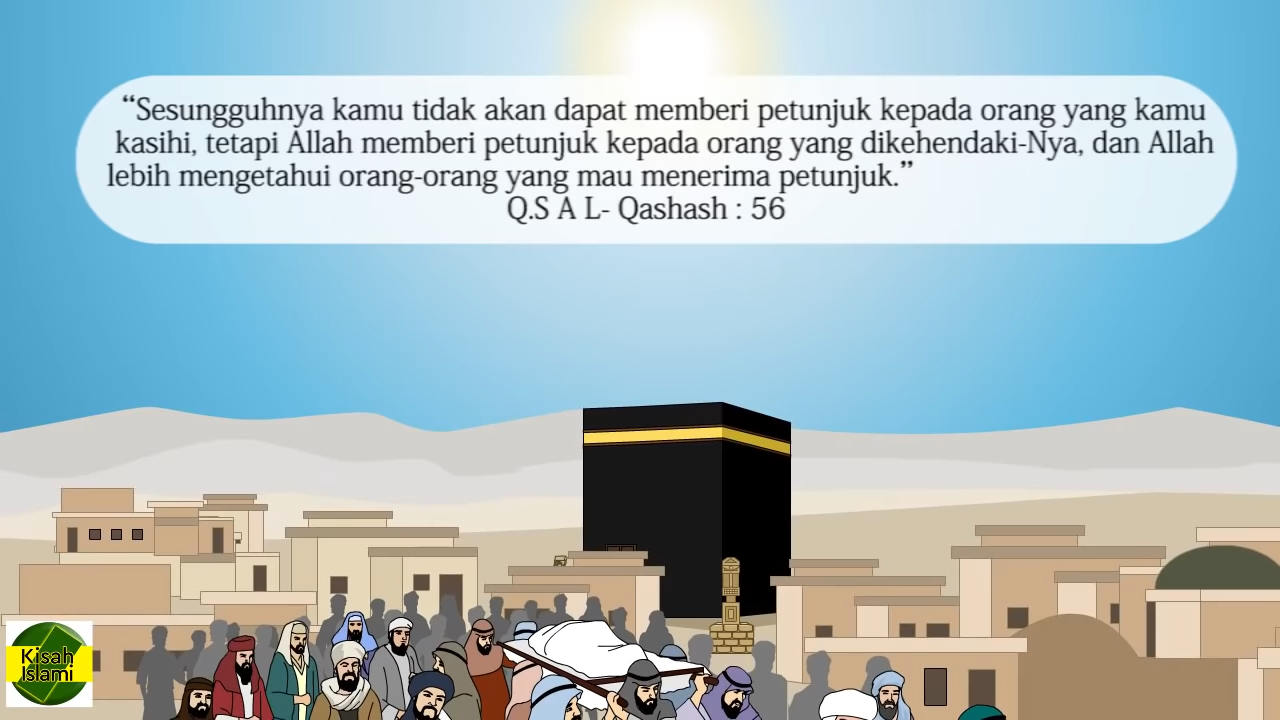 “Sesungguhnya kamu tidak akan dapat memberi petunjuk kepada orang yang kamu
kasihi, tetapi Allah memberi petunjuk kepada orang yang dikehendaki-Nya, dan Allah
lebih mengetahui orang-orang yang mau menerima petunjuk.”
Q.S A L- Qashash : 56
Kisah
Islami